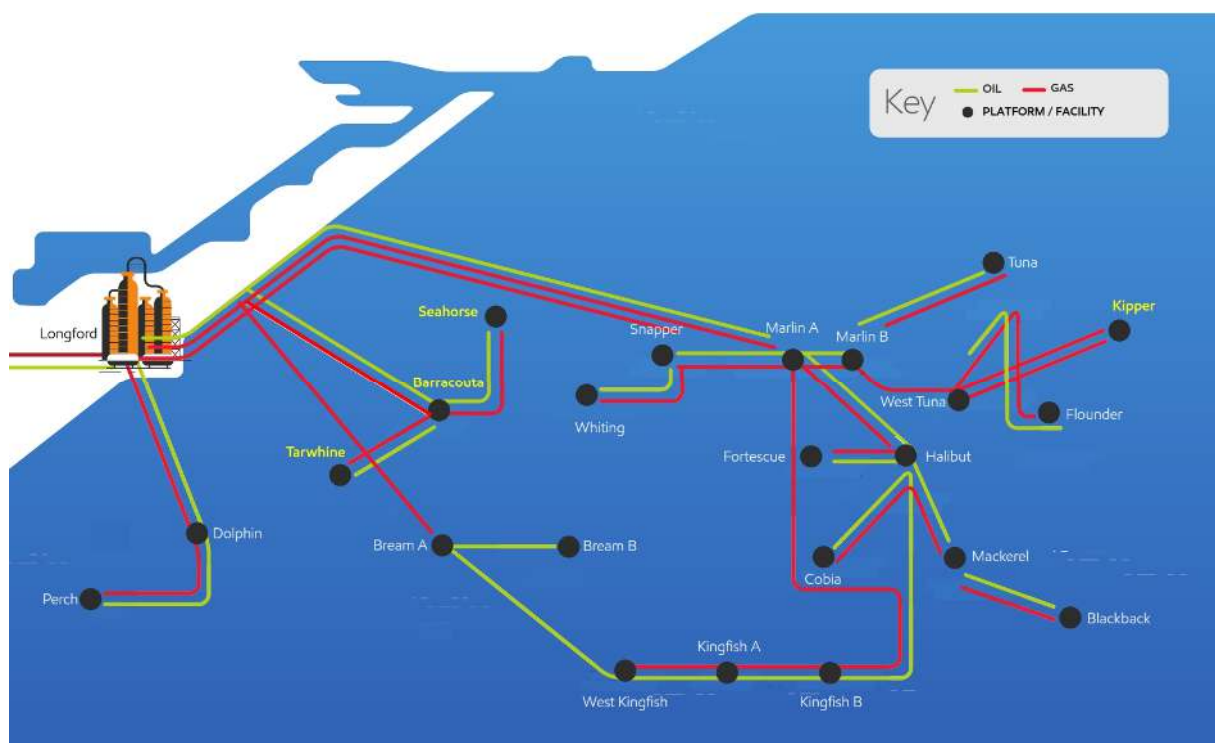 Key
OIL
GAS
PLATFORM / FACILITY
Tuna
Kipper
Seahorse
Longford
Snapper
Marlin A
Marlin B
Barracouta
West Tuna
Flounder
Whiting
Tarwhine
Fortescue
Halibut
Dolphin
Bream A
Bream B
Cobia
Mackerel
Perch
Blackback
Kingfish A
West Kingfish
Kingfish B